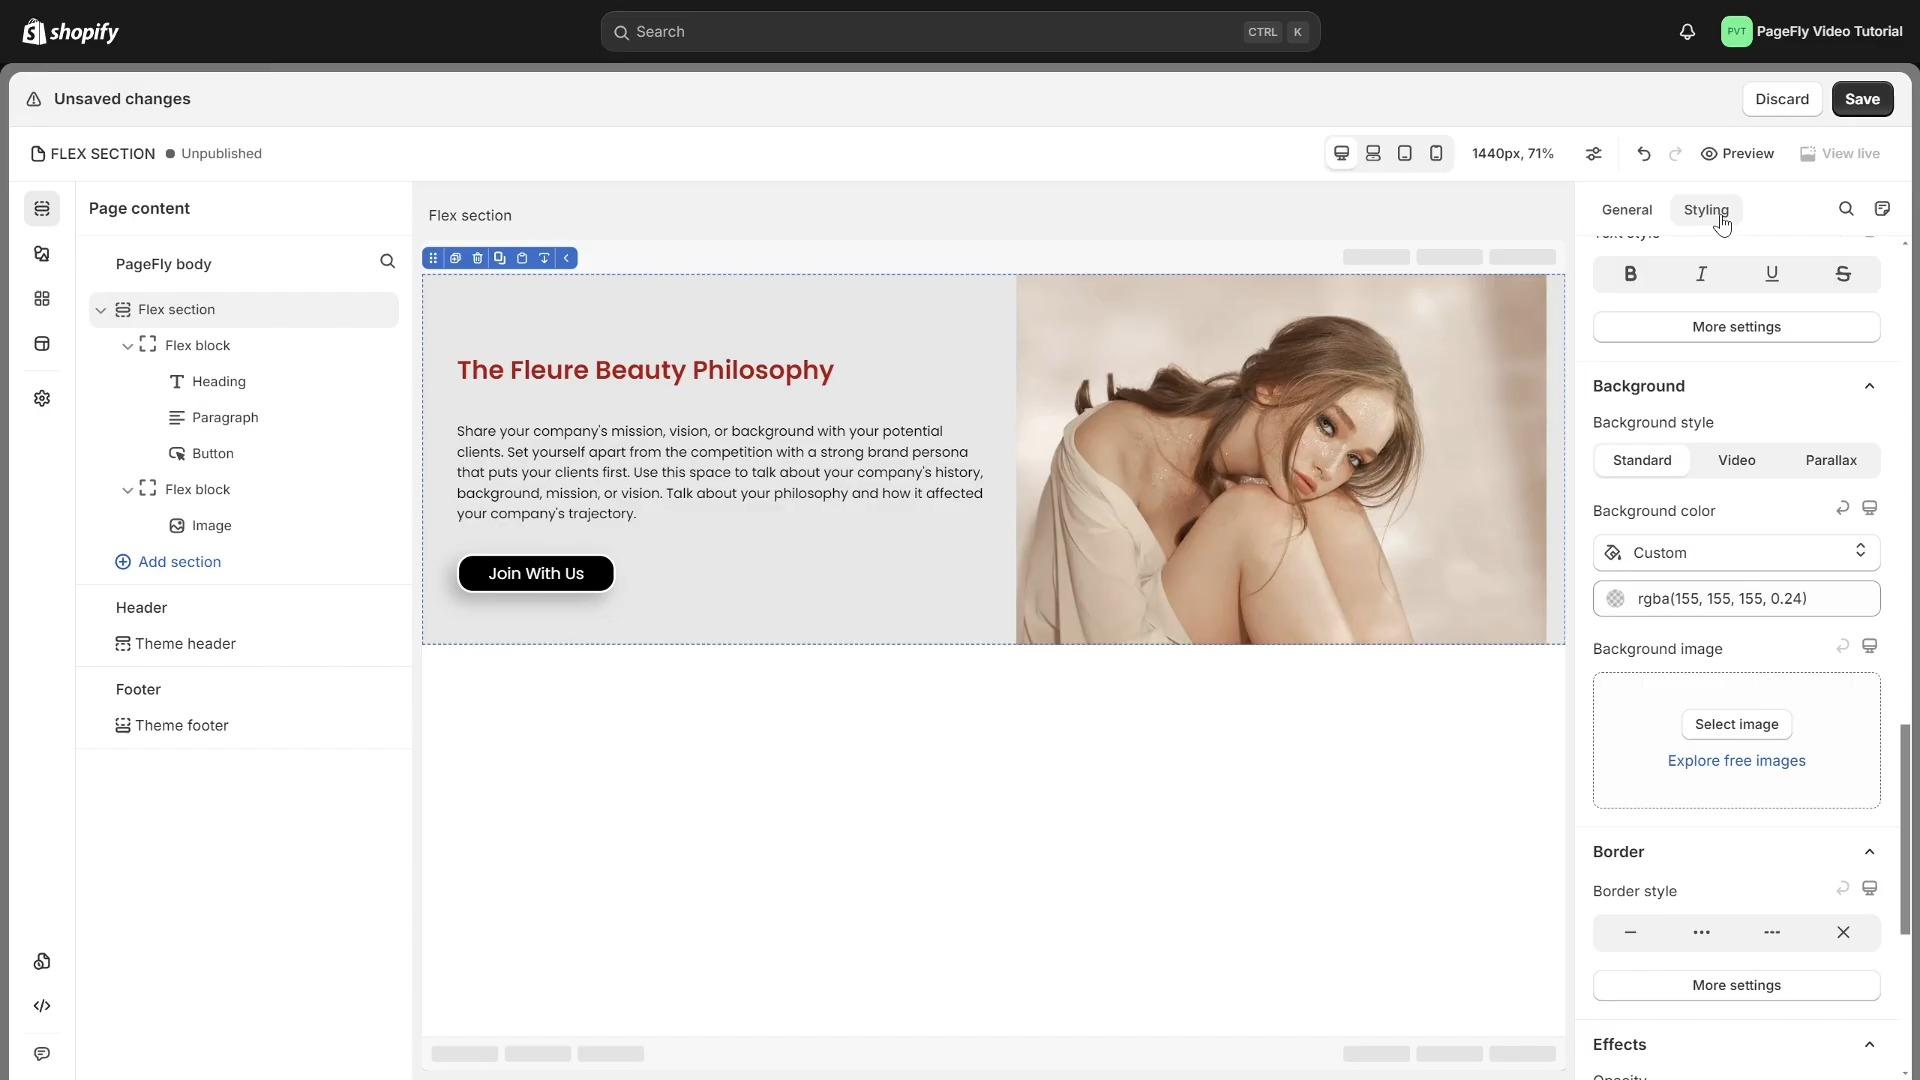 shopify
Search
CTRL K
PVT
PageFly Video Tutorial
Unsaved changes
Discard
Save
FLEX SECTION
Unpublished
1440px, 71%
Preview
View live
Page content
PageFly body
Flex section
Flex block
Heading
Paragraph
Button
Flex block
Image
Add section
Header
Theme header
Footer
Theme footer
Flex section
The Fleure Beauty Philosophy
Share your company's mission, vision, or background with your potential
clients. Set yourself apart from the competition with a strong brand persona
that puts your clients first. Use this space to talk about your company's history,
background, mission, or vision. Talk about your philosophy and how it affected
your company's trajectory.
Join With Us
General
Styling
Text style
B I U S
More settings
Background
Background style
Standard
Video
Parallax
Background color
Custom
rgba(155, 155, 155, 0.24)
Background image
Select image
Explore free images
Border
Border style
More settings
Effects
Opacity